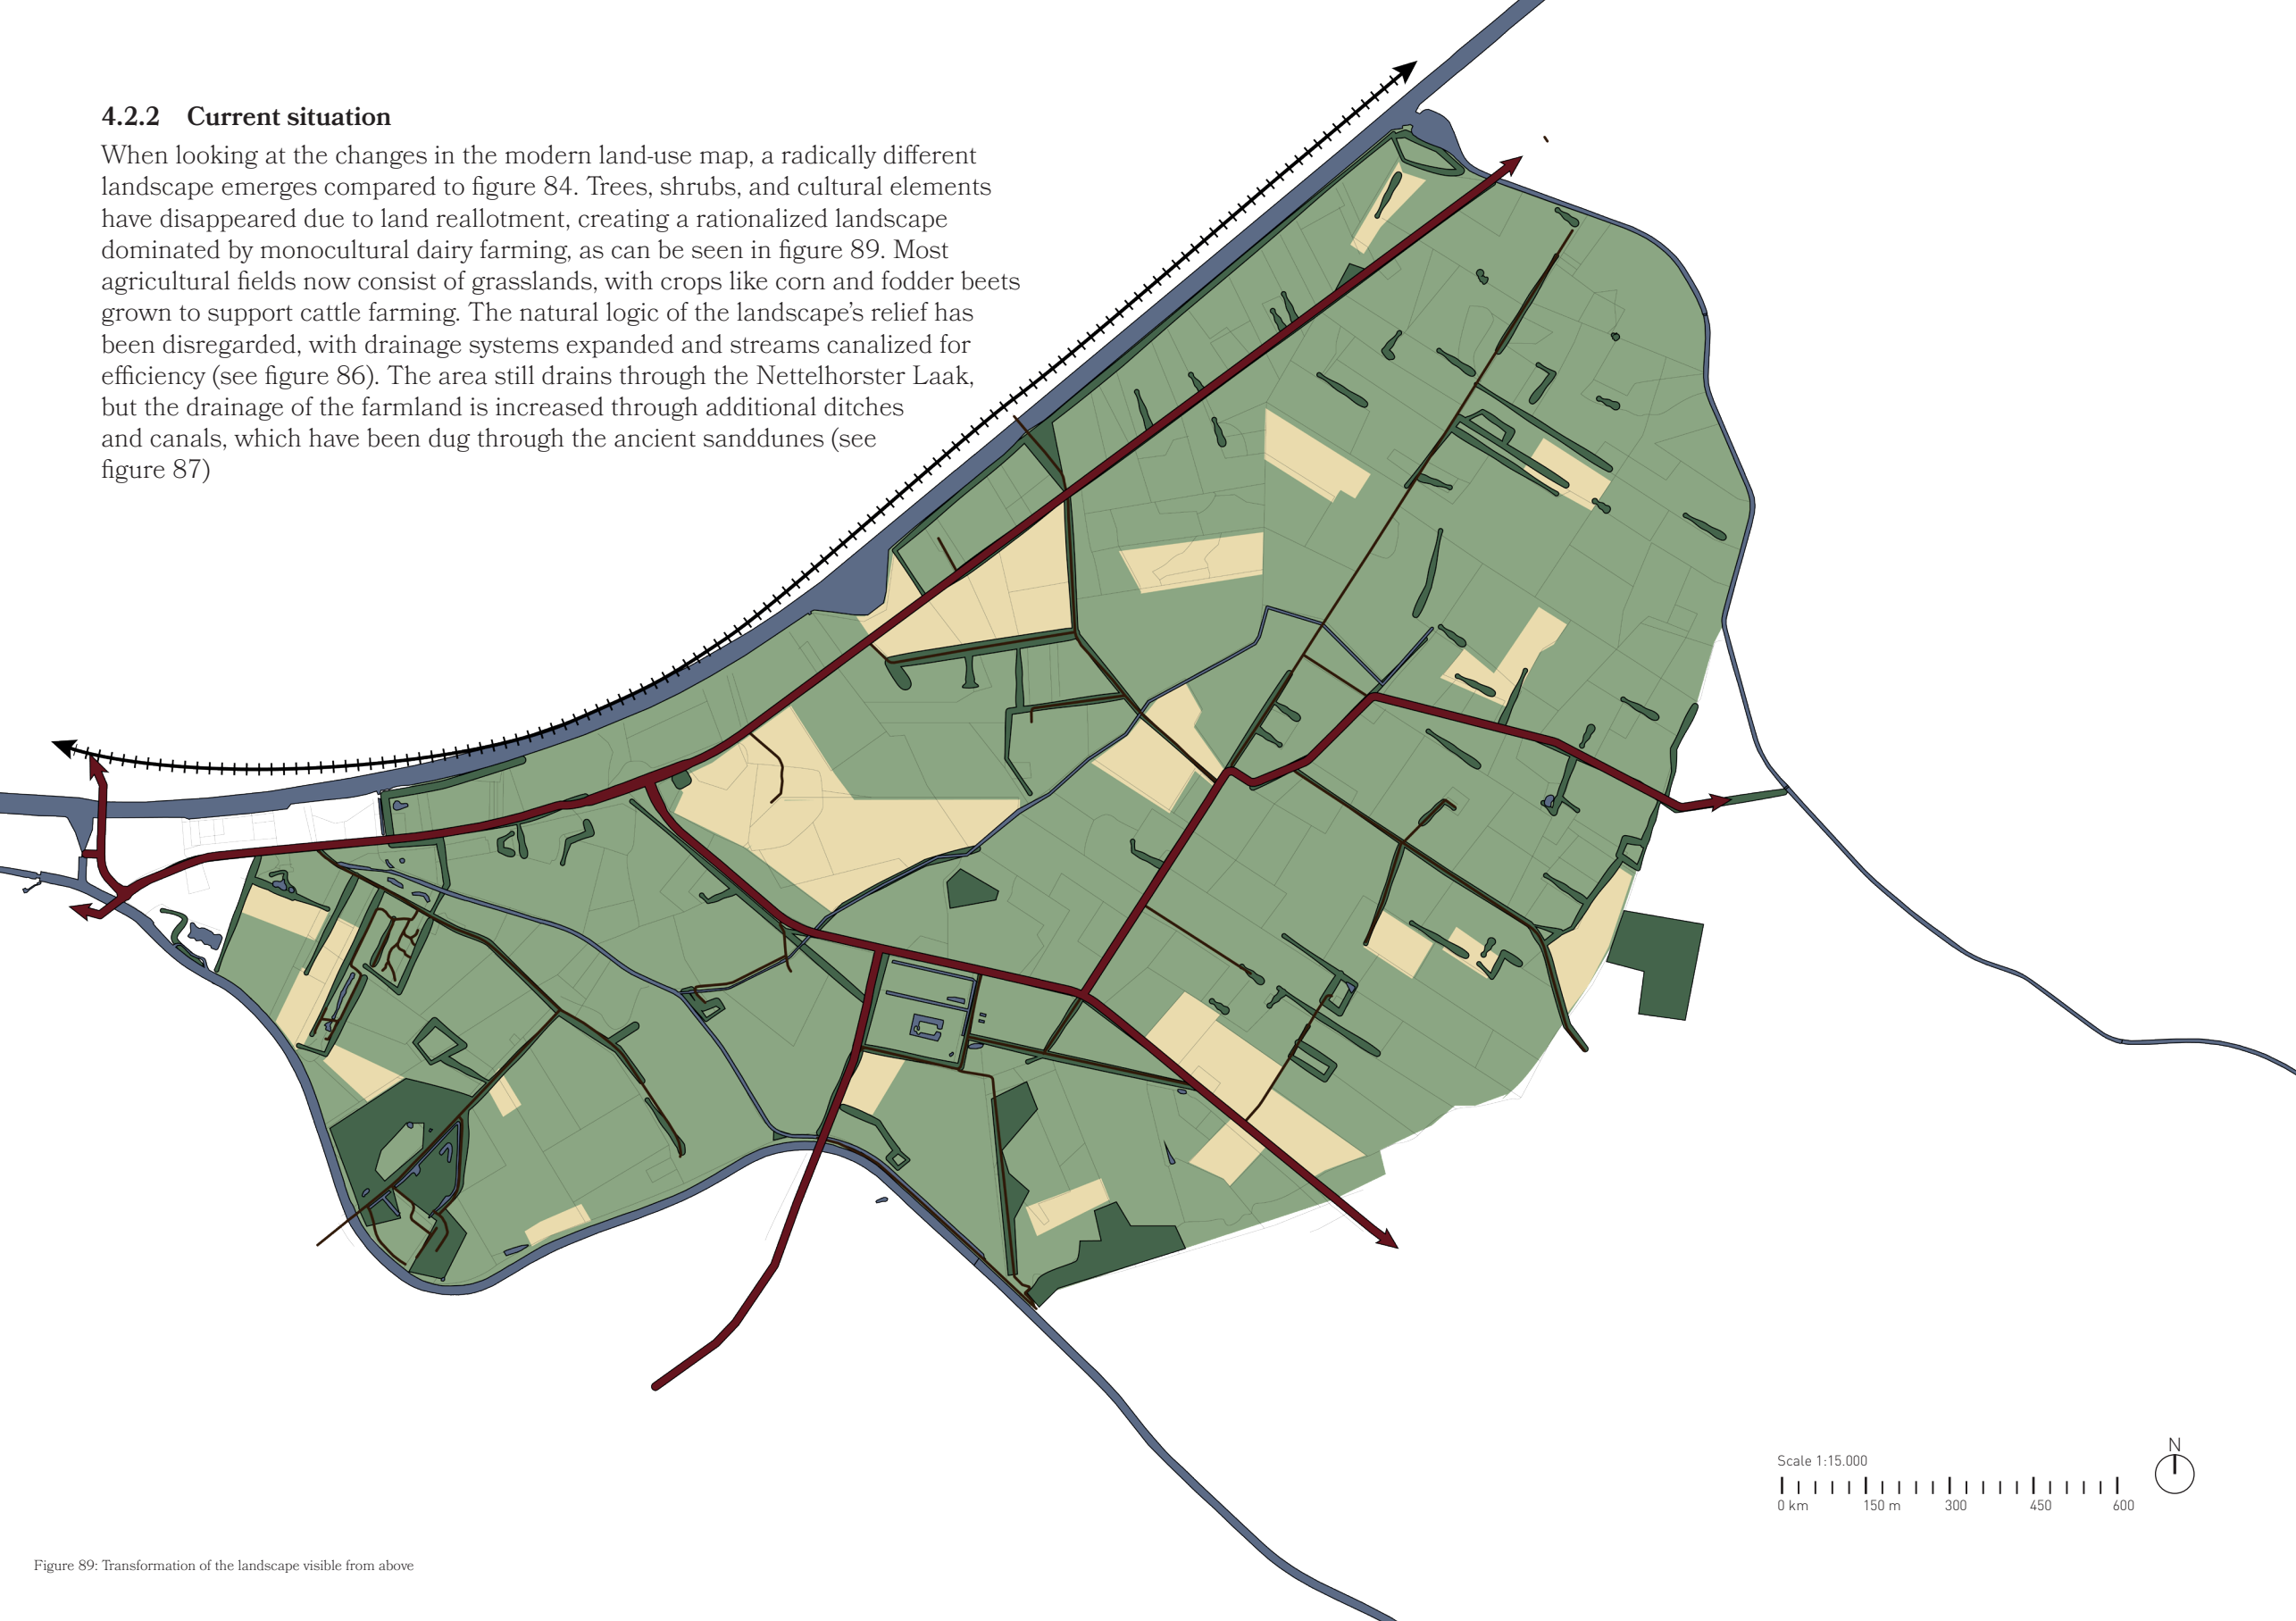 4.2.2 Current situation
When looking at the changes in the modern land-use map, a radically different
landscape emerges compared to figure 84. Trees, shrubs, and cultural elements
have disappeared due to land reallotment, creating a rationalized landscape
dominated by monocultural dairy farming, as can be seen in figure 89. Most
agricultural fields now consist of grasslands, with crops like corn and fodder beets
grown to support cattle farming. The natural logic of the landscape’s relief has
been disregarded, with drainage systems expanded and streams canalized for
efficiency (see figure 86). The area still drains through the Nettelhorster Laak,
but the drainage of the farmland is increased through additional ditches
and canals, which have been dug through the ancient sanddunes (see
figure 87)
N
Scale 1:15.000
0 km 150 m 300 450 600
Figure 89: Transformation of the landscape visible from above